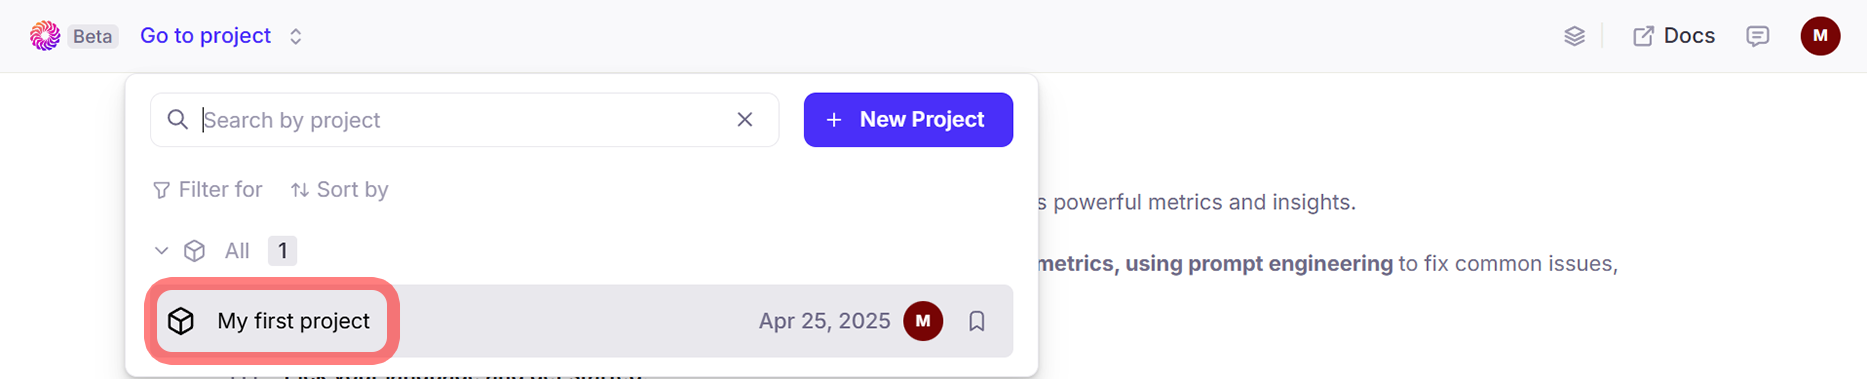 Beta Go to project Docs M
Search by project + New Project
Filter for Sort by
s powerful metrics and insights.
All 1
metrics, using prompt engineering to fix common issues,
My first project Apr 25, 2025 M